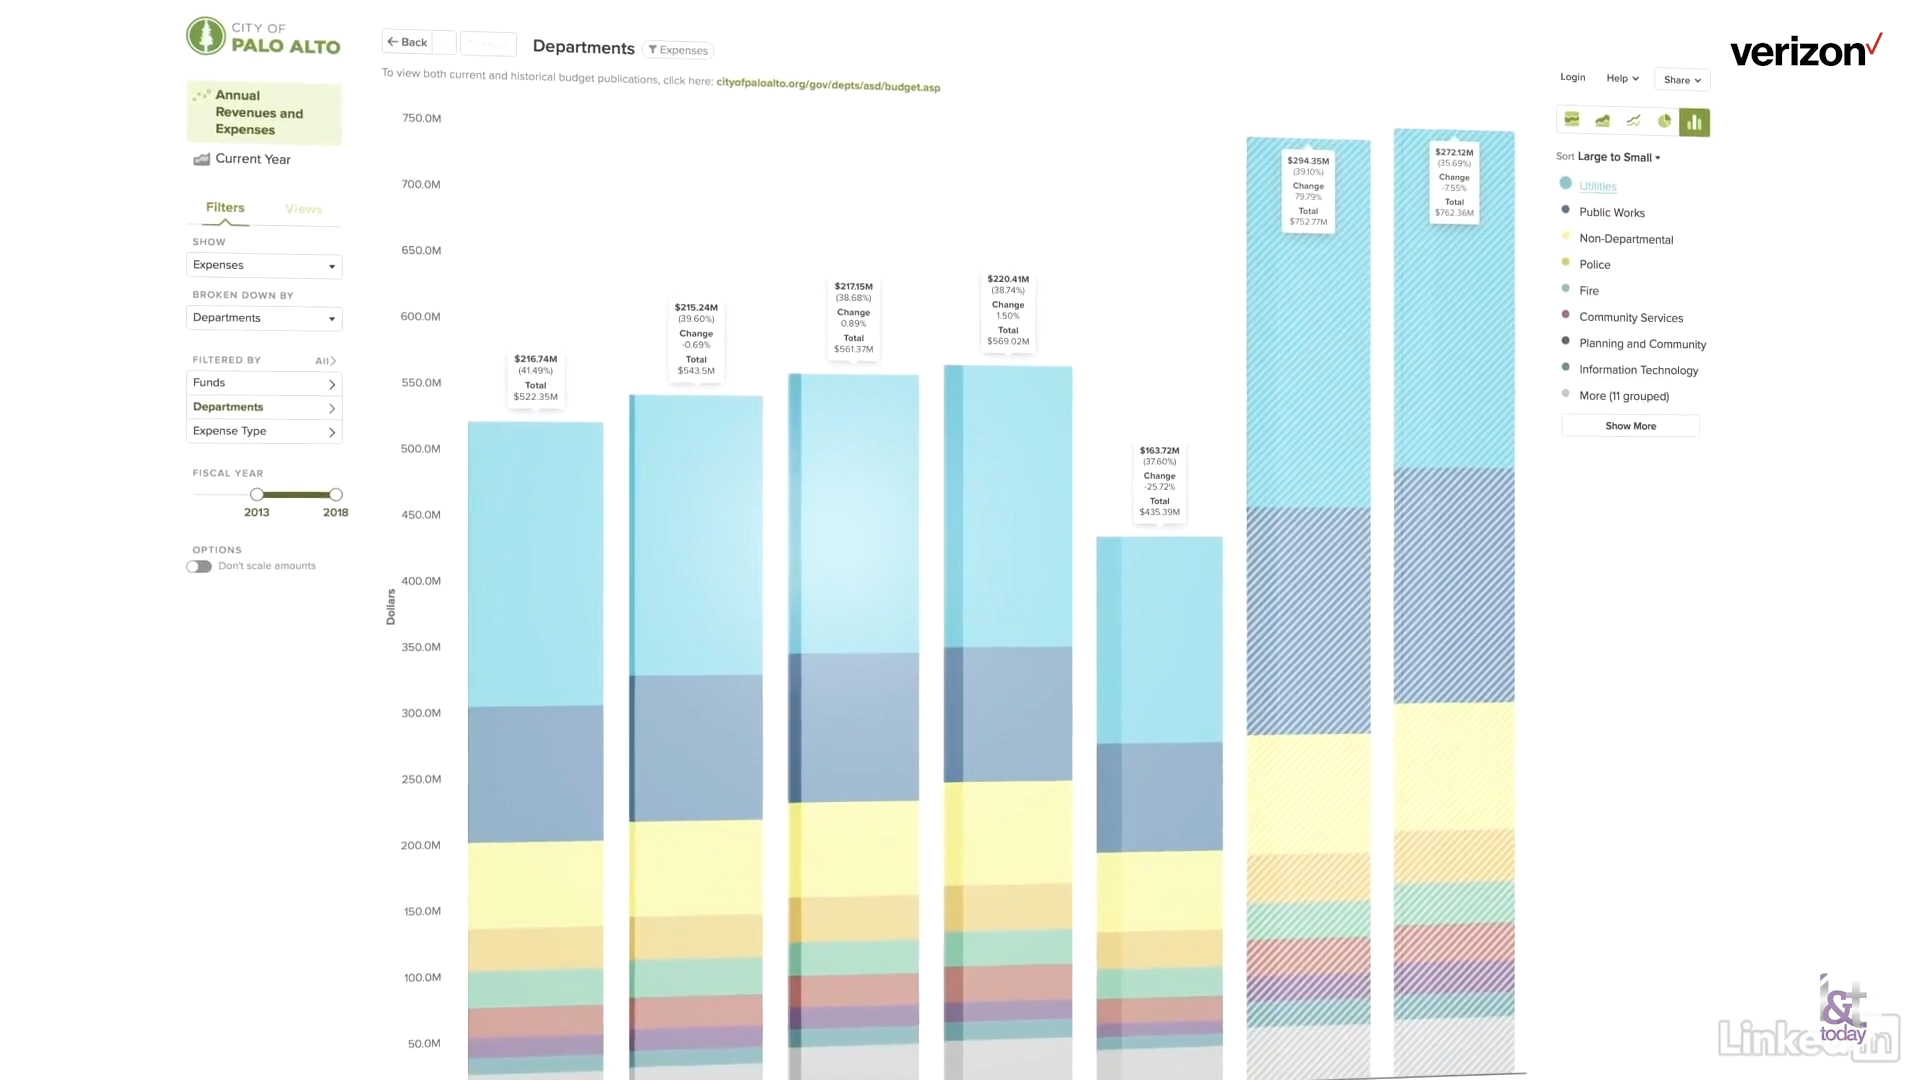 CITY OF
PALO ALTO
Back
Departments
Expenses
To view both current and historical budget publications, click here: cityofpaloalto.org/gov/depts/asd/budget.asp
verizon
Login
Help
Share
Annual
Revenues and
Expenses
Current Year
Filters
Views
SHOW
Expenses
BROKEN DOWN BY
Departments
FILTERED BY
All
Funds
Departments
Expense Type
FISCAL YEAR
2013
2018
OPTIONS
Don't scale amounts
Dollars
750.0M
700.0M
650.0M
600.0M
550.0M
500.0M
450.0M
400.0M
350.0M
300.0M
250.0M
200.0M
150.0M
100.0M
50.0M
$216.74M
(41.49%)
Total
$522.35M
$215.24M
(39.60%)
Change
-0.69%
Total
$543.5M
$217.15M
(38.68%)
Change
0.89%
Total
$561.37M
$220.41M
(38.74%)
Change
1.50%
Total
$569.02M
$163.72M
(37.60%)
Change
-25.72%
Total
$435.39M
$294.35M
(39.10%)
Change
79.79%
Total
$752.77M
$272.12M
(35.69%)
Change
-7.55%
Total
$762.36M
Sort Large to Small
Utilities
Public Works
Non-Departmental
Police
Fire
Community Services
Planning and Community
Information Technology
More (11 grouped)
Show More
&
today
LinkedIn